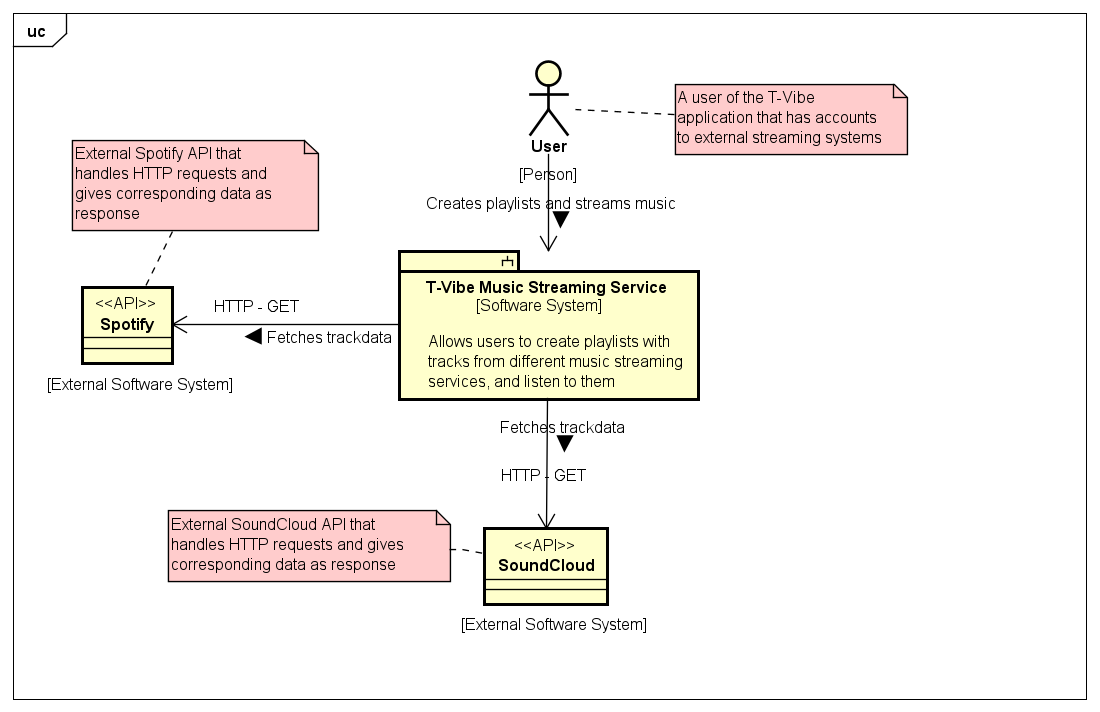 uc
A user of the T-Vibe
application that has accounts
to external streaming systems
User
[Person]
Creates playlists and streams music
External Spotify API that
handles HTTP requests and
gives corresponding data as
response
<<API>>
Spotify
[External Software System]
HTTP - GET
Fetches trackdata
T-Vibe Music Streaming Service
[Software System]
Allows users to create playlists with
tracks from different music streaming
services, and listen to them
Fetches trackdata
HTTP - GET
External SoundCloud API that
handles HTTP requests and gives
corresponding data as response
<<API>>
SoundCloud
[External Software System]